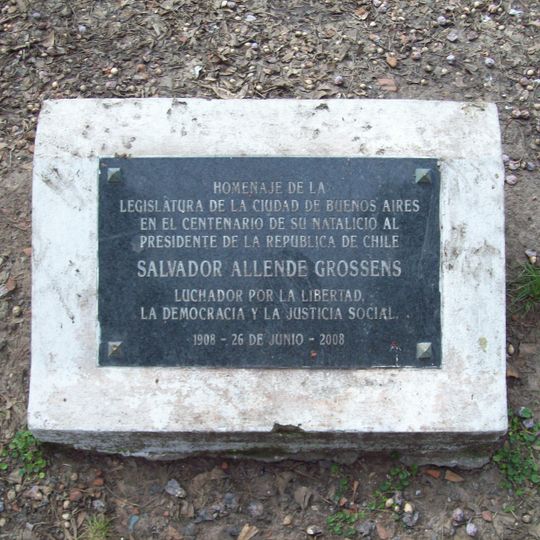 HOMENAJE DE LA
LEGISLATURA DE LA CIUDAD DE BUENOS AIRES
EN EL CENTENARIO DE SU NATALICIO AL
PRESIDENTE DE LA REPUBLICA DE CHILE
SALVADOR ALLENDE GROSSENS
LUCHADOR POR LA LIBERTAD,
LA DEMOCRACIA Y LA JUSTICIA SOCIAL.
1908 - 26 DE JUNIO - 2008